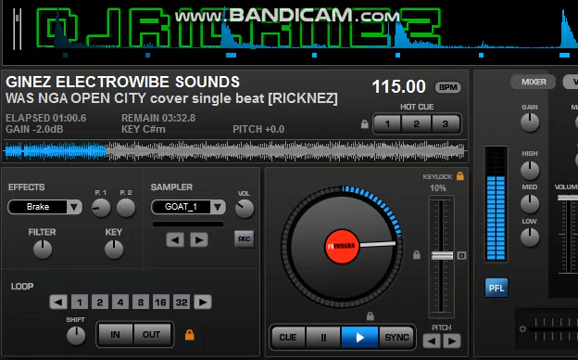 www.BANDICAM.com
GINEZ ELECTROWIBE SOUNDS
115.00 BPM
WAS NGA OPEN CITY cover single beat [RICKNEZ]
HOT CUE
1 2 3
ELAPSED 01:00.6 REMAIN 03:32.8
GAIN -2.0dB KEY C#m PITCH +0.0
MIXER
GAIN
HIGH
MED
LOW
VOLUME
PFL
EFFECTS
Brake
P. 1 P. 2
FILTER KEY
SAMPLER
GOAT_1
VOL
REC
KEYLOCK
10%
PITCH
LOOP
1 2 4 8 16 32
SHIFT
IN OUT
CUE II SYNC